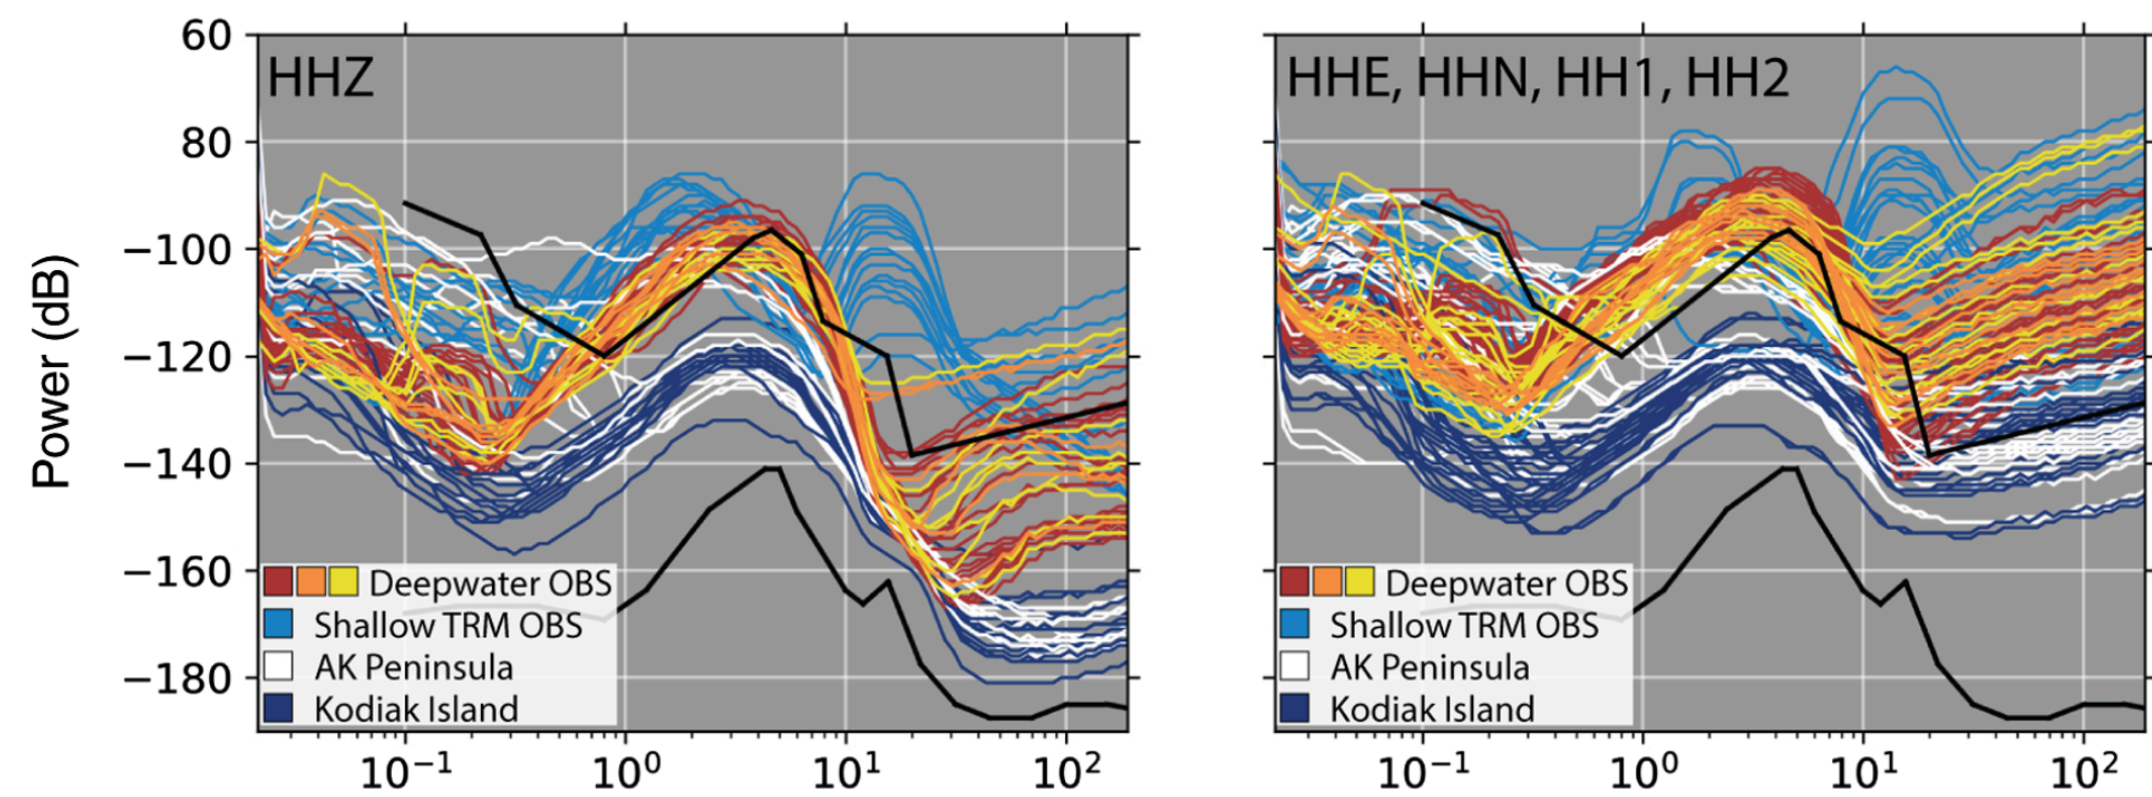 HHZ
HHE, HHN, HH1, HH2
Power (dB)
60
80
−100
−120
−140
−160
−180
Deepwater OBS
Shallow TRM OBS
AK Peninsula
Kodiak Island
10⁻¹ 10⁰ 10¹ 10²
Deepwater OBS
Shallow TRM OBS
AK Peninsula
Kodiak Island
10⁻¹ 10⁰ 10¹ 10²